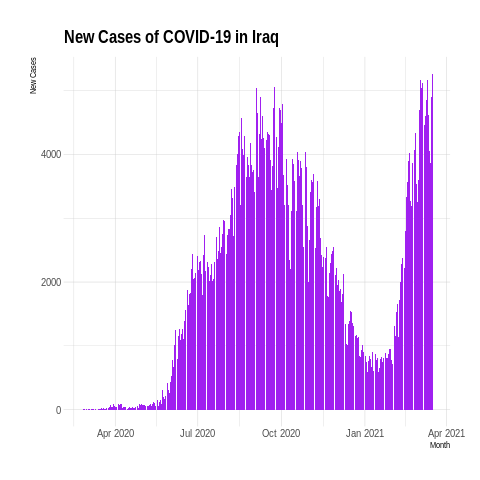 New Cases of COVID-19 in Iraq
New Cases
4000
2000
0
Apr 2020 Jul 2020 Oct 2020 Jan 2021 Apr 2021
Month